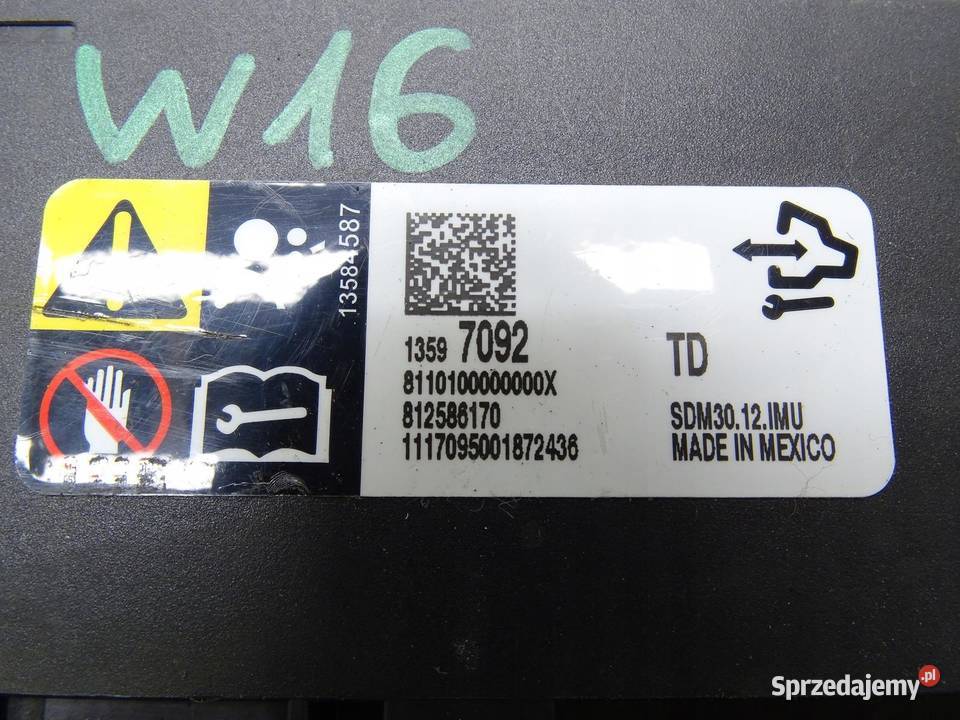 W16
13584587
1359 7092
TD
8110100000000X
812586170
SDM30.12.IMU
1117095001872436
MADE IN MEXICO
Sprzedajemy.pl